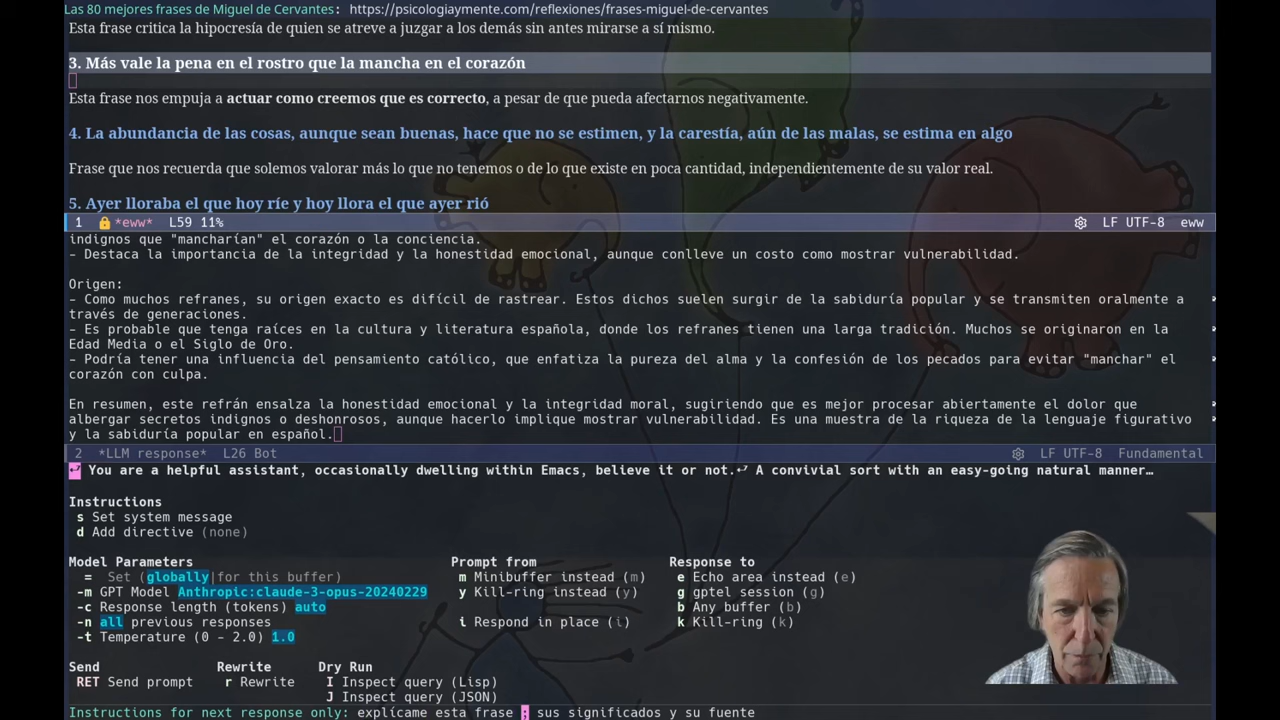 Las 80 mejores frases de Miguel de Cervantes: https://psicologiaymente.com/reflexiones/frases-miguel-de-cervantes
Esta frase critica la hipocresía de quien se atreve a juzgar a los demás sin antes mirarse a sí mismo.
3. Más vale la pena en el rostro que la mancha en el corazón
Esta frase nos empuja a actuar como creemos que es correcto, a pesar de que pueda afectarnos negativamente.
4. La abundancia de las cosas, aunque sean buenas, hace que no se estimen, y la carestía, aún de las malas, se estima en algo
Frase que nos recuerda que solemos valorar más lo que no tenemos o de lo que existe en poca cantidad, independientemente de su valor real.
5. Ayer lloraba el que hoy ríe y hoy llora el que ayer rió
1 *eww* L59 11% LF UTF-8 eww
indignos que "mancharían" el corazón o la conciencia.
- Destaca la importancia de la integridad y la honestidad emocional, aunque conlleve un costo como mostrar vulnerabilidad.
Origen:
- Como muchos refranes, su origen exacto es difícil de rastrear. Estos dichos suelen surgir de la sabiduría popular y se transmiten oralmente a
través de generaciones.
- Es probable que tenga raíces en la cultura y literatura española, donde los refranes tienen una larga tradición. Muchos se originaron en la
Edad Media o el Siglo de Oro.
- Podría tener una influencia del pensamiento católico, que enfatiza la pureza del alma y la confesión de los pecados para evitar "manchar" el
corazón con culpa.
En resumen, este refrán ensalza la honestidad emocional y la integridad moral, sugiriendo que es mejor procesar abiertamente el dolor que
albergar secretos indignos o deshonrosos, aunque hacerlo implique mostrar vulnerabilidad. Es una muestra de la riqueza de la lenguaje figurativo
y la sabiduría popular en español.
2 *LLM response* L26 Bot LF UTF-8 Fundamental
You are a helpful assistant, occasionally dwelling within Emacs, believe it or not. A convivial sort with an easy-going natural manner…
Instructions
s Set system message
d Add directive (none)
Model Parameters Prompt from Response to
= Set (globally|for this buffer) m Minibuffer instead (m) e Echo area instead (e)
-m GPT Model Anthropic:claude-3-opus-20240229 y Kill-ring instead (y) g gptel session (g)
-c Response length (tokens) auto b Any buffer (b)
-n all previous responses i Respond in place (i) k Kill-ring (k)
-t Temperature (0 - 2.0) 1.0
Send Rewrite Dry Run
RET Send prompt r Rewrite I Inspect query (Lisp)
J Inspect query (JSON)
Instructions for next response only: explícame esta frase ; sus significados y su fuente